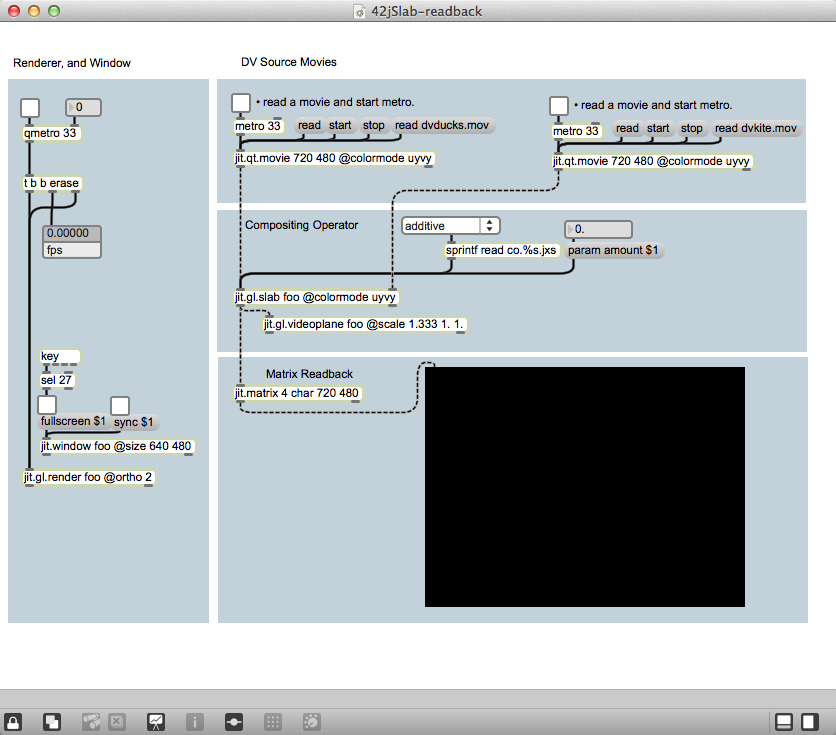 42jSlab-readback
Renderer, and Window
0
qmetro 33
t b b erase
0.00000
fps
key
sel 27
fullscreen $1
sync $1
jit.window foo @size 640 480
jit.gl.render foo @ortho 2
DV Source Movies
• read a movie and start metro.
metro 33
read
start
stop
read dvducks.mov
jit.qt.movie 720 480 @colormode uyvy
• read a movie and start metro.
metro 33
read
start
stop
read dvkite.mov
jit.qt.movie 720 480 @colormode uyvy
Compositing Operator
additive
0.
sprintf read co.%s.jxs
param amount $1
jit.gl.slab foo @colormode uyvy
jit.gl.videoplane foo @scale 1.333 1. 1.
Matrix Readback
jit.matrix 4 char 720 480